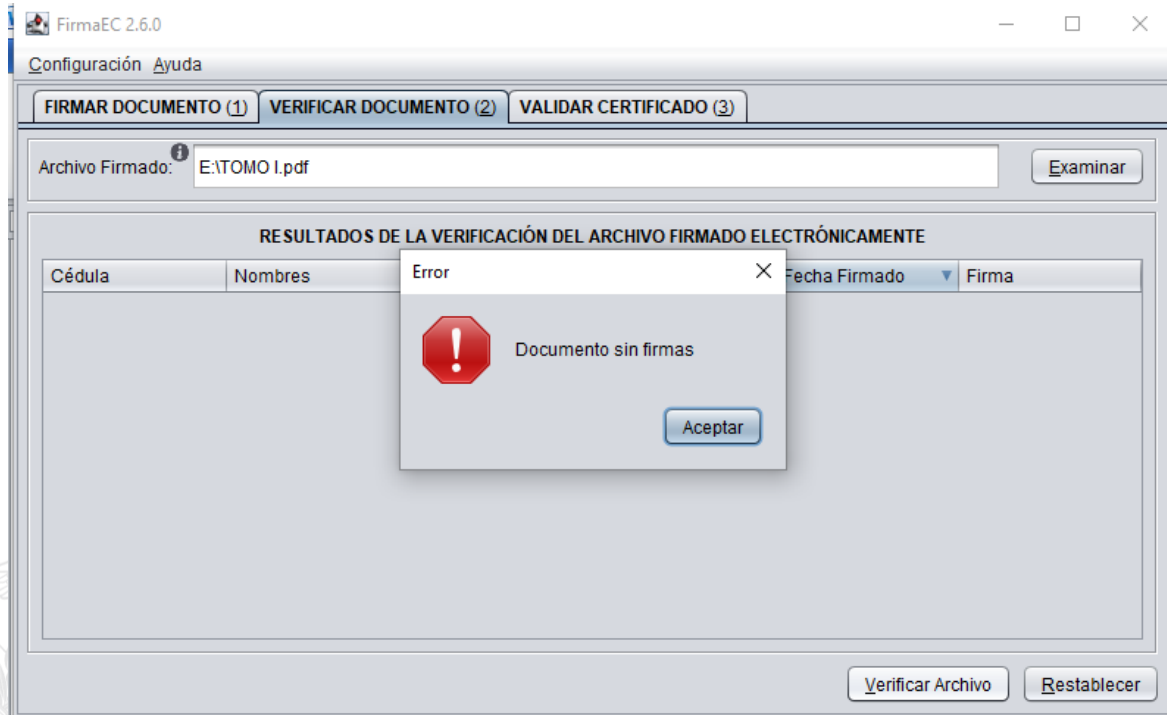 FirmaEC 2.6.0
Configuración Ayuda
FIRMAR DOCUMENTO (1) VERIFICAR DOCUMENTO (2) VALIDAR CERTIFICADO (3)
Archivo Firmado: E:\TOMO I.pdf Examinar
RESULTADOS DE LA VERIFICACIÓN DEL ARCHIVO FIRMADO ELECTRÓNICAMENTE
Cédula Nombres Fecha Firmado Firma
Error
Documento sin firmas
Aceptar
Verificar Archivo Restablecer